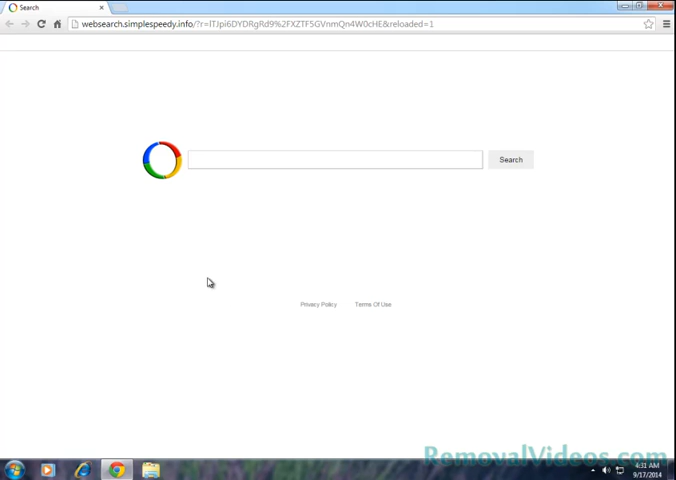 Search
websearch.simplespeedy.info/?r=ITJpi6DYDRgRd9%2FXZTF5GVnmQn4W0cHE&reloaded=1
Search
Privacy Policy Terms Of Use
RemovalVideos.com
4:31 AM
9/17/2014